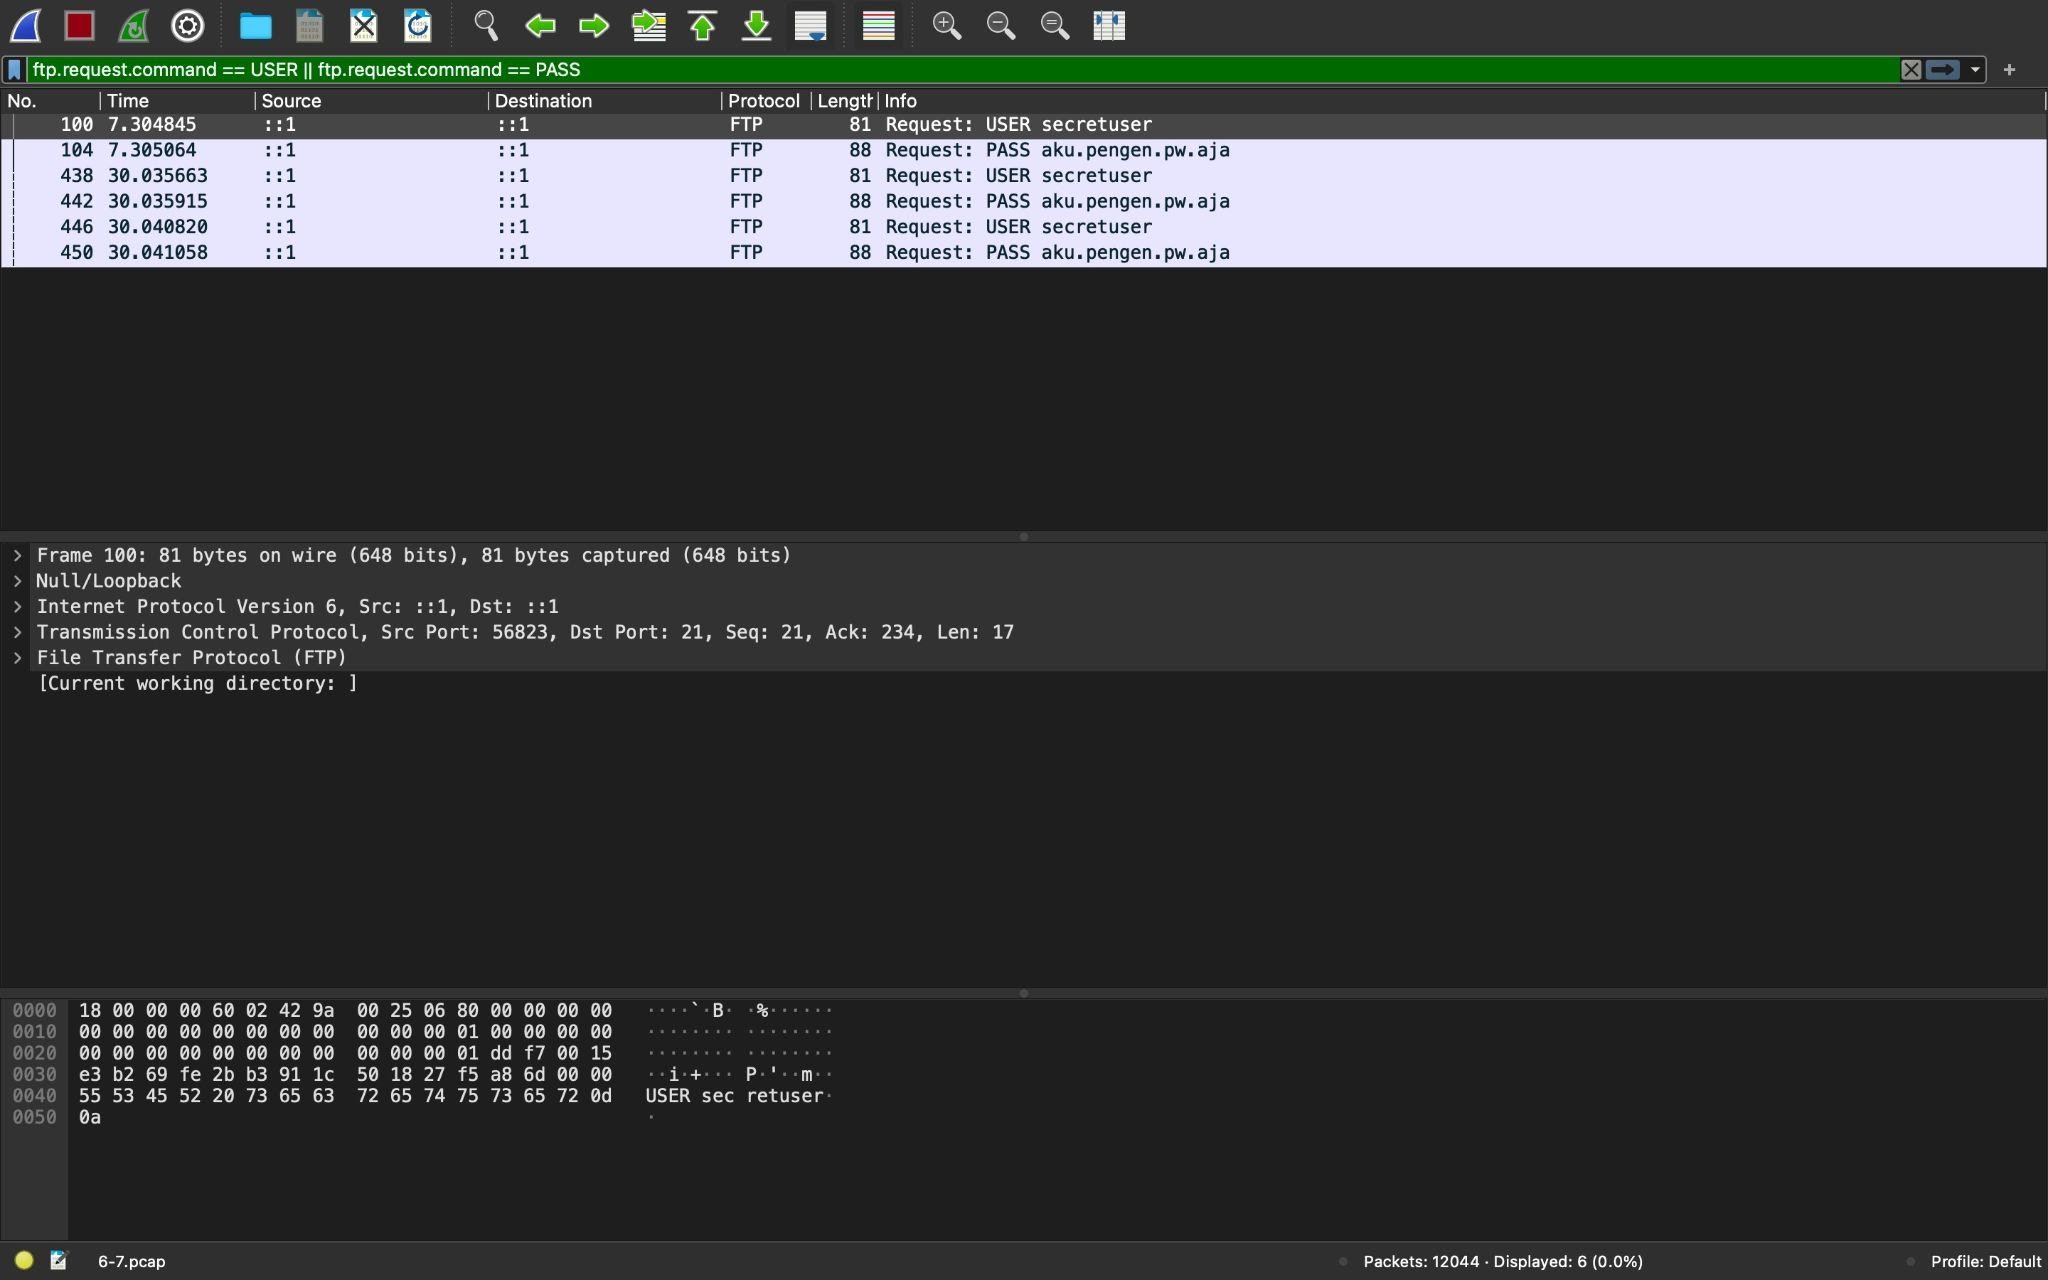 ftp.request.command == USER || ftp.request.command == PASS
No. Time Source Destination Protocol Length Info
100 7.304845 ::1 ::1 FTP 81 Request: USER secretuser
104 7.305064 ::1 ::1 FTP 88 Request: PASS aku.pengen.pw.aja
438 30.035663 ::1 ::1 FTP 81 Request: USER secretuser
442 30.035915 ::1 ::1 FTP 88 Request: PASS aku.pengen.pw.aja
446 30.040820 ::1 ::1 FTP 81 Request: USER secretuser
450 30.041058 ::1 ::1 FTP 88 Request: PASS aku.pengen.pw.aja
Frame 100: 81 bytes on wire (648 bits), 81 bytes captured (648 bits)
Null/Loopback
Internet Protocol Version 6, Src: ::1, Dst: ::1
Transmission Control Protocol, Src Port: 56823, Dst Port: 21, Seq: 21, Ack: 234, Len: 17
File Transfer Protocol (FTP)
[Current working directory: ]
0000 18 00 00 00 60 02 42 9a 00 25 06 80 00 00 00 00 ····`·B· ·%······
0010 00 00 00 00 00 00 00 00 00 00 00 01 00 00 00 00 ········ ········
0020 00 00 00 00 00 00 00 00 00 00 00 01 dd f7 00 15 ········ ········
0030 e3 b2 69 fe 2b b3 91 1c 50 18 27 f5 a8 6d 00 00 ··i·+··· P·'··m··
0040 55 53 45 52 20 73 65 63 72 65 74 75 73 65 72 0d USER sec retuser·
0050 0a ·
6-7.pcap Packets: 12044 · Displayed: 6 (0.0%) Profile: Default